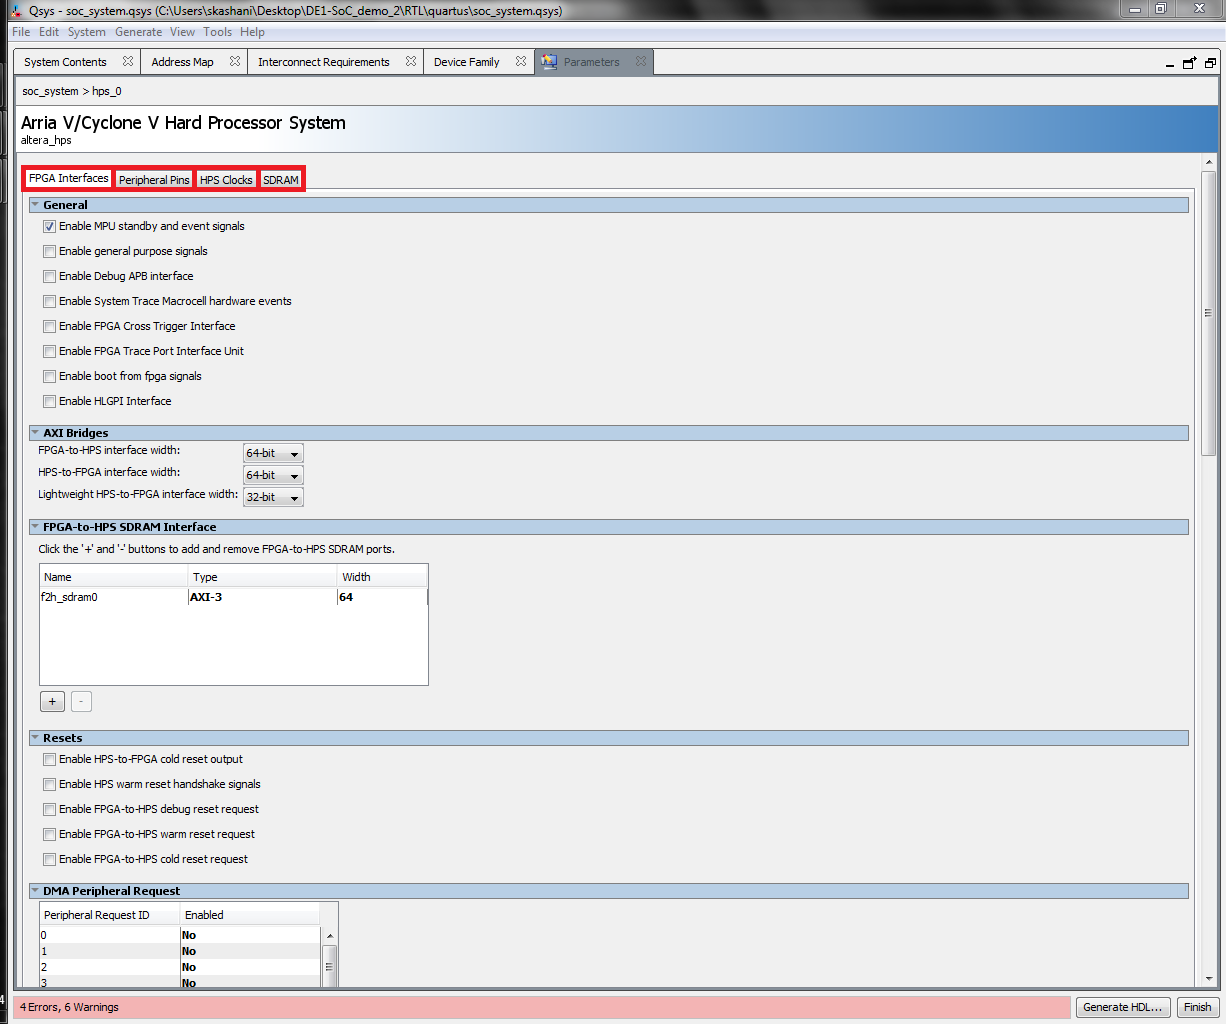 Qsys - soc_system.qsys (C:\Users\skashani\Desktop\DE1-SoC_demo_2\RTL\quartus\soc_system.qsys)
File Edit System Generate View Tools Help
System Contents Address Map Interconnect Requirements Device Family Parameters
soc_system > hps_0
Arria V/Cyclone V Hard Processor System
altera_hps
FPGA Interfaces Peripheral Pins HPS Clocks SDRAM
General
Enable MPU standby and event signals
Enable general purpose signals
Enable Debug APB interface
Enable System Trace Macrocell hardware events
Enable FPGA Cross Trigger Interface
Enable FPGA Trace Port Interface Unit
Enable boot from fpga signals
Enable HLGPI Interface
AXI Bridges
FPGA-to-HPS interface width: 64-bit
HPS-to-FPGA interface width: 64-bit
Lightweight HPS-to-FPGA interface width: 32-bit
FPGA-to-HPS SDRAM Interface
Click the '+' and '-' buttons to add and remove FPGA-to-HPS SDRAM ports.
Name Type Width
f2h_sdram0 AXI-3 64
+ -
Resets
Enable HPS-to-FPGA cold reset output
Enable HPS warm reset handshake signals
Enable FPGA-to-HPS debug reset request
Enable FPGA-to-HPS warm reset request
Enable FPGA-to-HPS cold reset request
DMA Peripheral Request
Peripheral Request ID Enabled
0 No
1 No
2 No
3 No
4
4 Errors, 6 Warnings Generate HDL... Finish